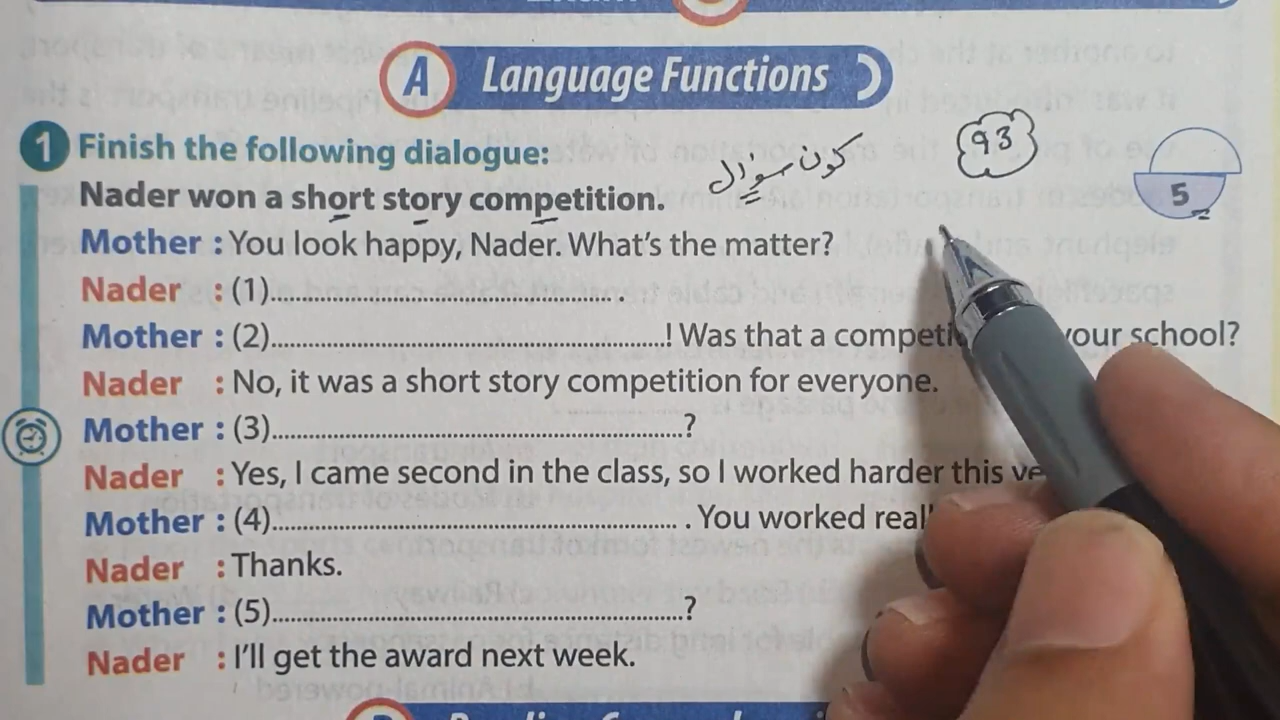 A Language Functions
1 Finish the following dialogue:
كون سؤال
93
5
Nader won a short story competition.
Mother : You look happy, Nader. What's the matter?
Nader : (1)................................................
Mother : (2)................................................! Was that a your school?
Nader : No, it was a short story competition for everyone.
Mother : (3)................................................?
Nader : Yes, I came second in the class, so I worked harder this
Mother : (4)................................................. You worked
Nader : Thanks.
Mother : (5)................................................?
Nader : I'll get the award next week.